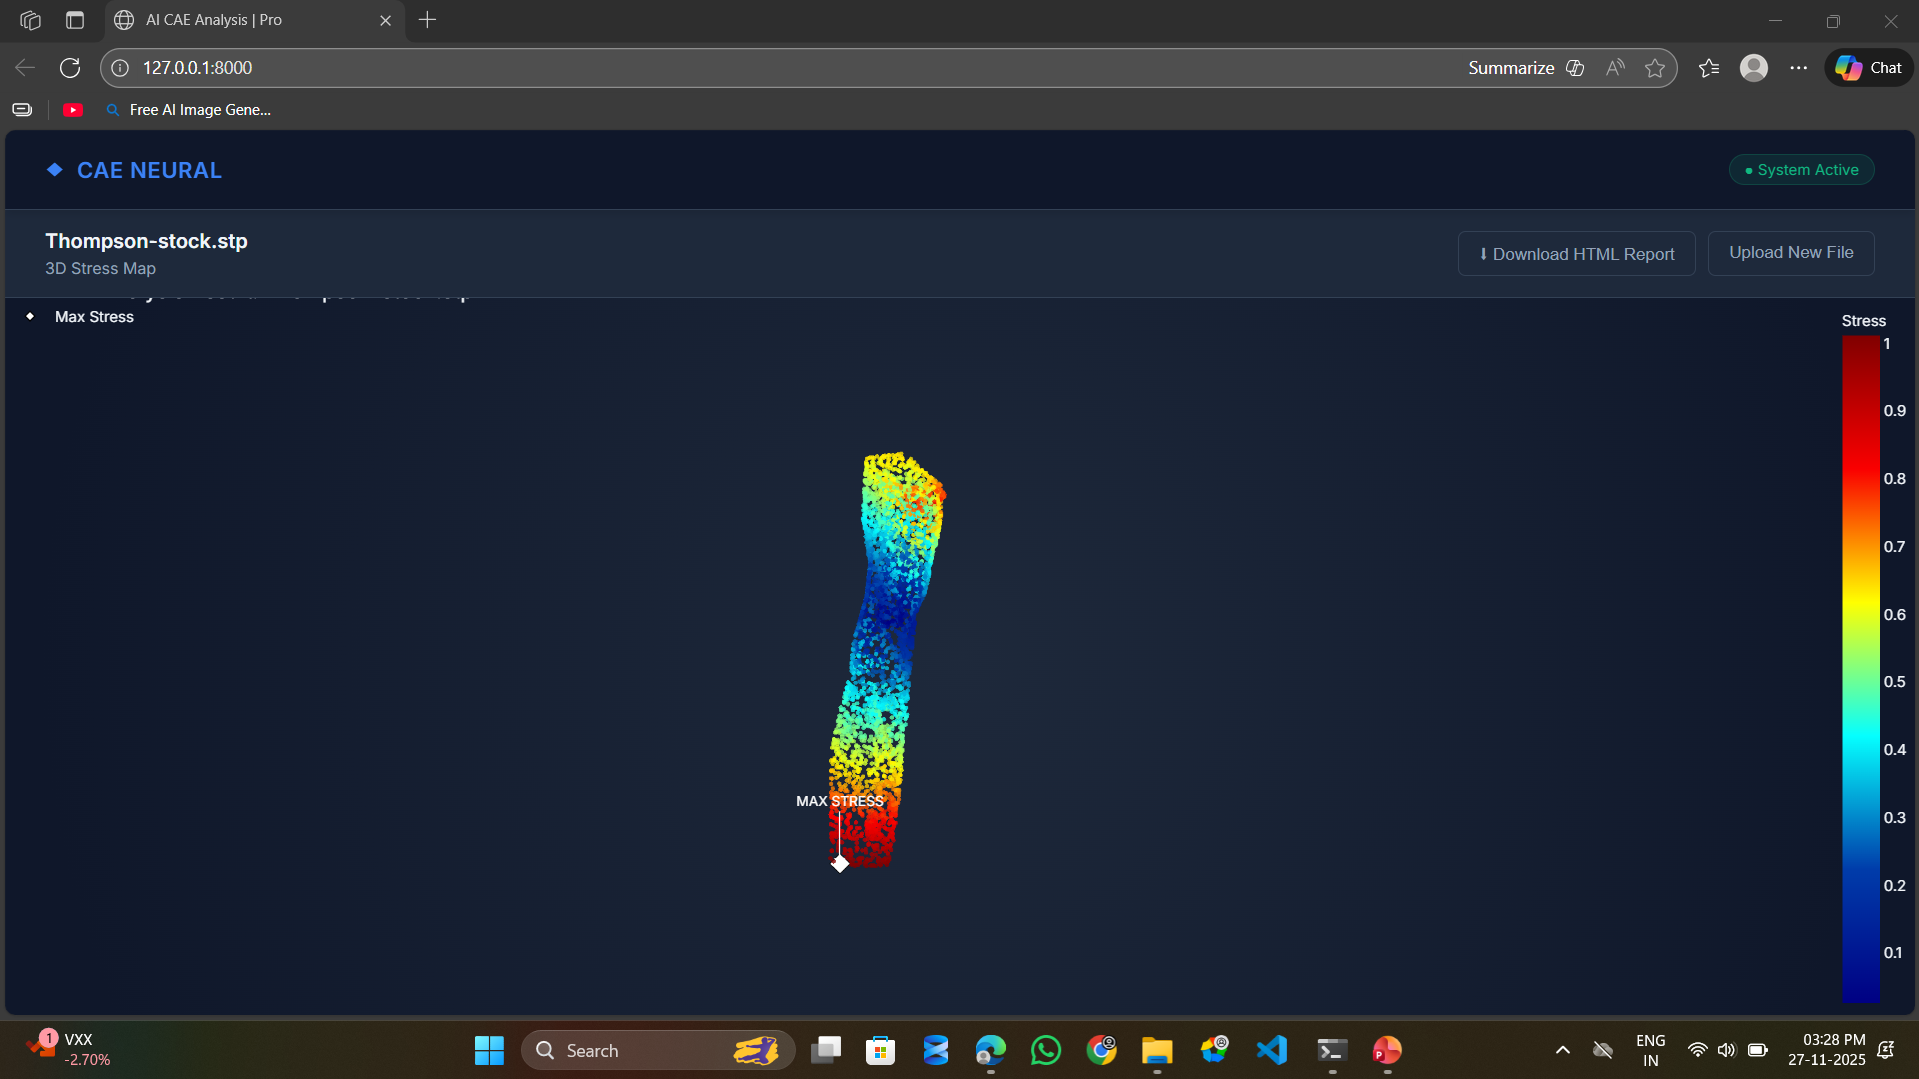 AI CAE Analysis | Pro
127.0.0.1:8000
Summarize
Chat
Free AI Image Gene...
CAE NEURAL
System Active
Thompson-stock.stp
3D Stress Map
Download HTML Report
Upload New File
Max Stress
Stress
1
0.9
0.8
0.7
0.6
0.5
0.4
0.3
0.2
0.1
MAX STRESS
1
VXX
-2.70%
Search
ENG
IN
03:28 PM
27-11-2025